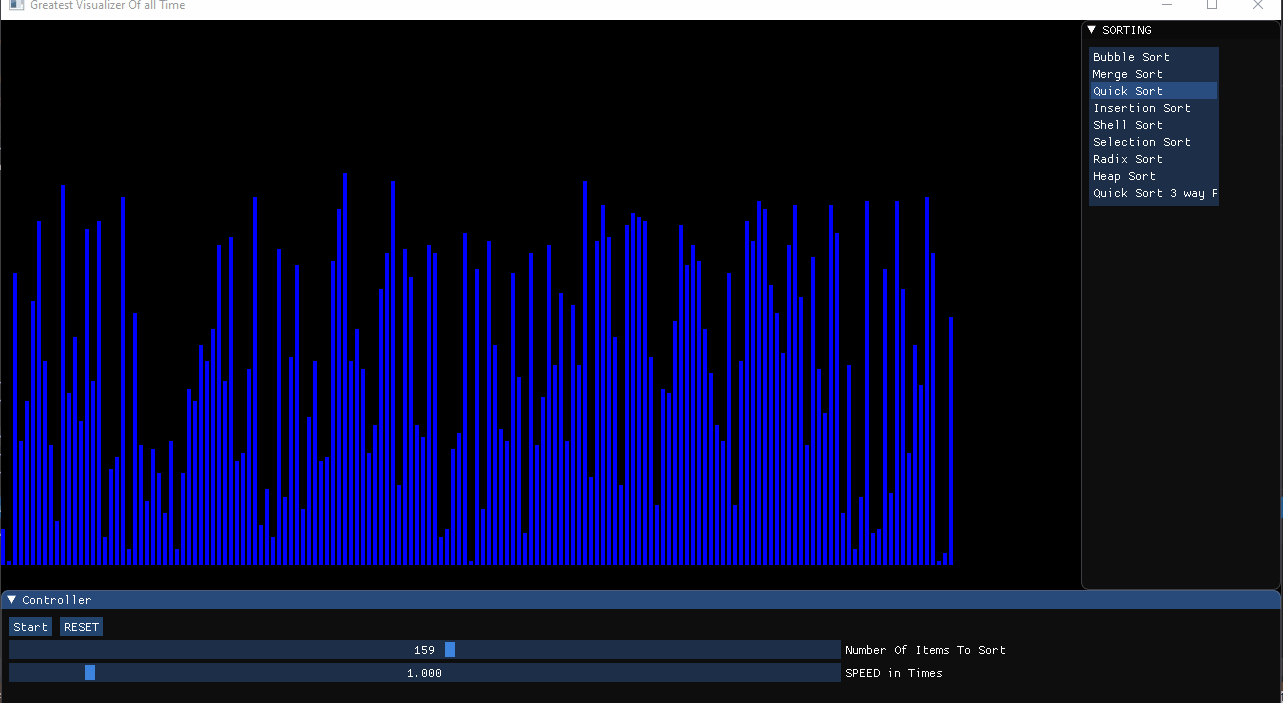 Greatest Visualizer Of all Time
SORTING
Bubble Sort
Merge Sort
Quick Sort
Insertion Sort
Shell Sort
Selection Sort
Radix Sort
Heap Sort
Quick Sort 3 way
Controller
Start RESET
159 Number Of Items To Sort
1.000 SPEED in Times